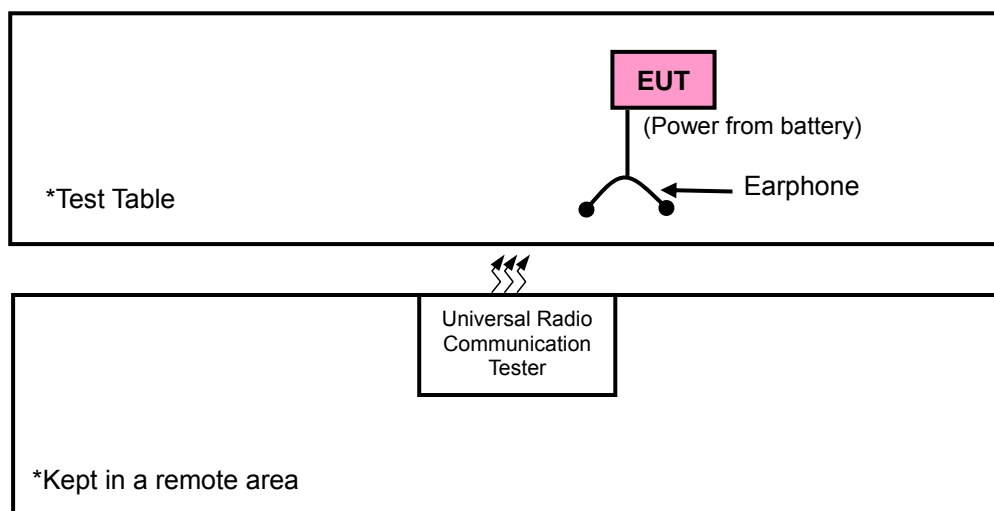 EUT
(Power from battery)
Earphone
*Test Table
Universal Radio
Communication
Tester
*Kept in a remote area